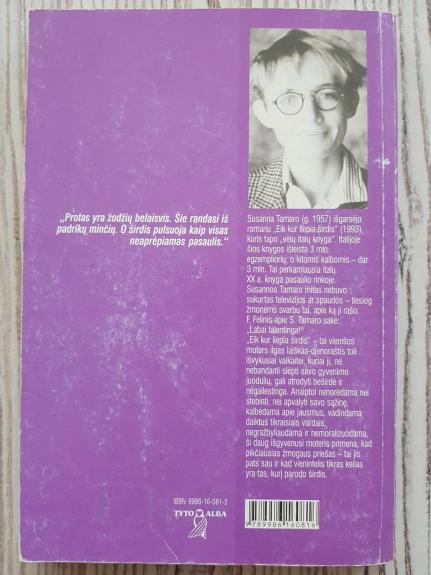 „Protas yra žodžių belaisvis. Šie randasi iš
padrikų minčių. O širdis pulsuoja kaip visas
neaprėpiamas pasaulis.“
Susanna Tamaro (g. 1957) išgarsėjo
romanu „Eik kur liepia širdis“ (1993),
kuris tapo „visų italų knyga“. Italijoje
šios knygos išleista 3 mln.
egzempliorių, o kitomis kalbomis – dar
3 mln. Tai perkamiausia italų
XX a. knyga pasaulio rinkoje.
Susannos Tamaro mitas nebuvo
sukurtas televizijos ar spaudos – tiesiog
žmonėms svarbu tai, apie ką ji rašo.
F. Felinis apie S. Tamaro sakė:
„Labai talentinga!“
„Eik kur liepia širdis“ – tai vienišos
moters ilgas laiškas-dienoraštis toli
išvykusiai vaikaitei, kuriai ji, nė
nebandanti slėpti savo gyvenimo
juodulių, gali atrodyti beširdė ir
negailestinga. Anaiptol nenorėdama nei
stebinti, nei apvalyti savo sąžinę,
kalbėdama apie jausmus, vadindama
daiktus tikraisiais vardais,
negražbyliaudama ir nemoralizuodama,
ši daug išgyvenusi moteris primena, kad
pikčiausias žmogaus priešas – tai jis
pats sau ir kad vienintelis tikras kelias
yra tas, kurį parodo širdis.
ISBN 9986-16-081-2
TYTO ALBA
9 789986 160816